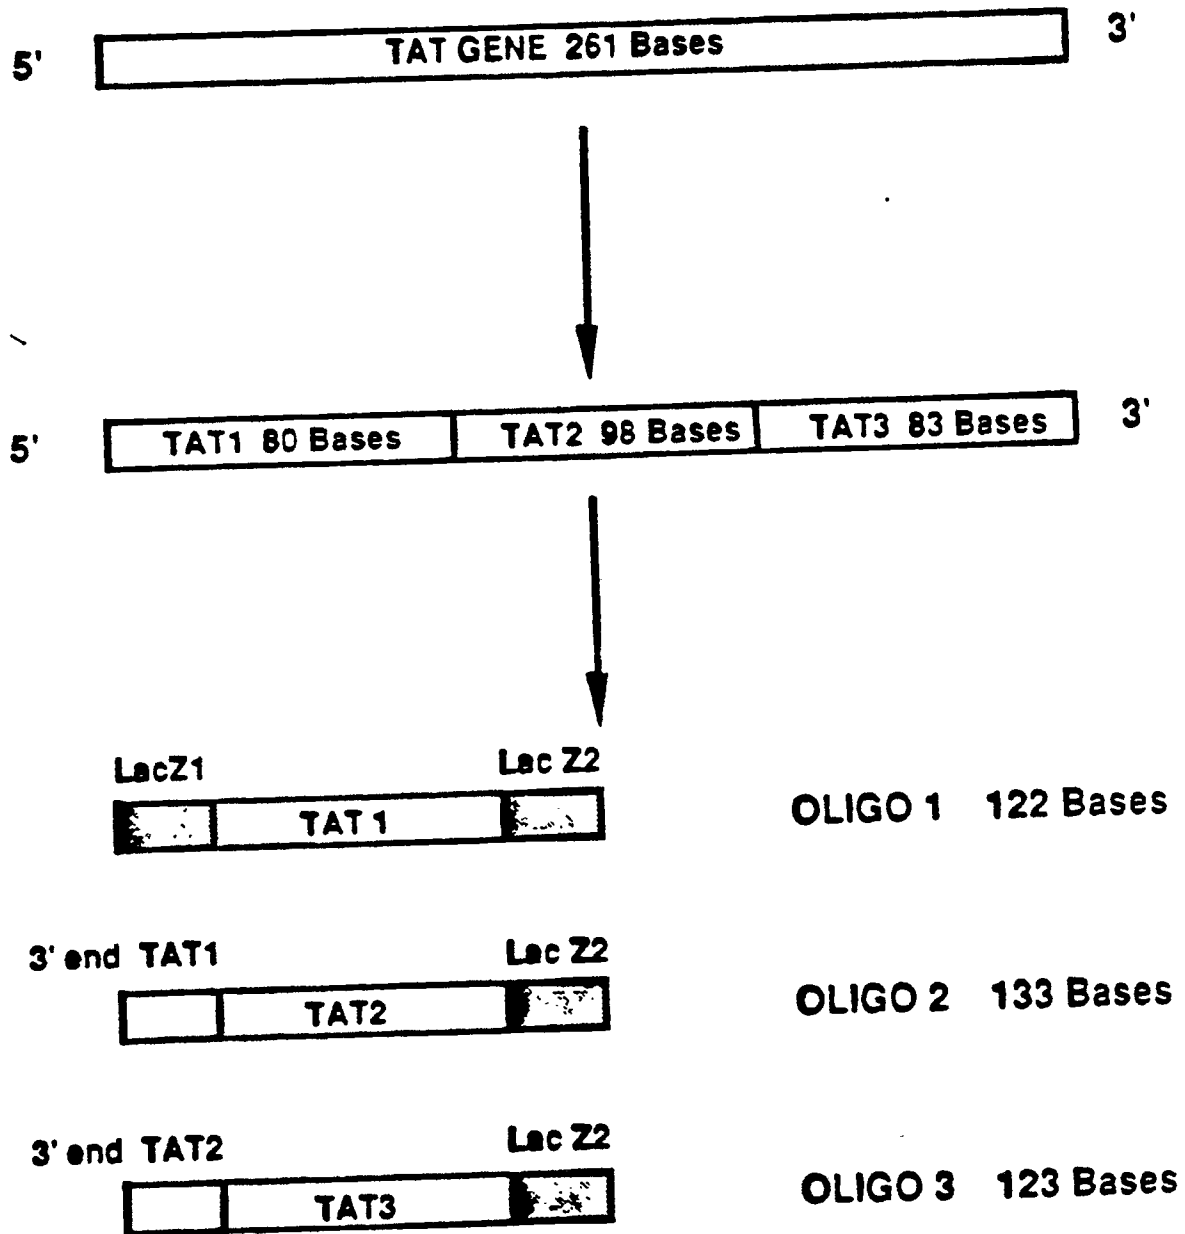 5' TAT GENE 261 Bases 3'
5' TAT1 80 Bases TAT2 98 Bases TAT3 83 Bases 3'
LacZ1 Lac Z2
TAT 1 OLIGO 1 122 Bases
3' end TAT1 Lac Z2
TAT2 OLIGO 2 133 Bases
3' end TAT2 Lac Z2
TAT3 OLIGO 3 123 Bases